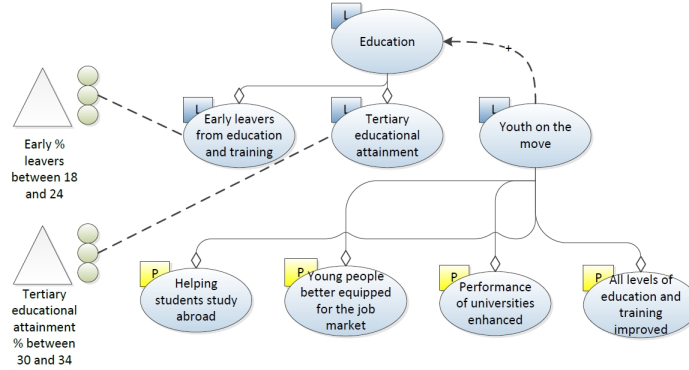 L
Education
+
L
Early leavers
from education
and training
L
Tertiary
educational
attainment
L
Youth on the
move
Early %
leavers
between 18
and 24
P
Helping
students study
abroad
P
Young people
better equipped
for the job
market
P
Performance
of universities
enhanced
P
All levels of
education and
training
improved
Tertiary
educational
attainment
% between
30 and 34